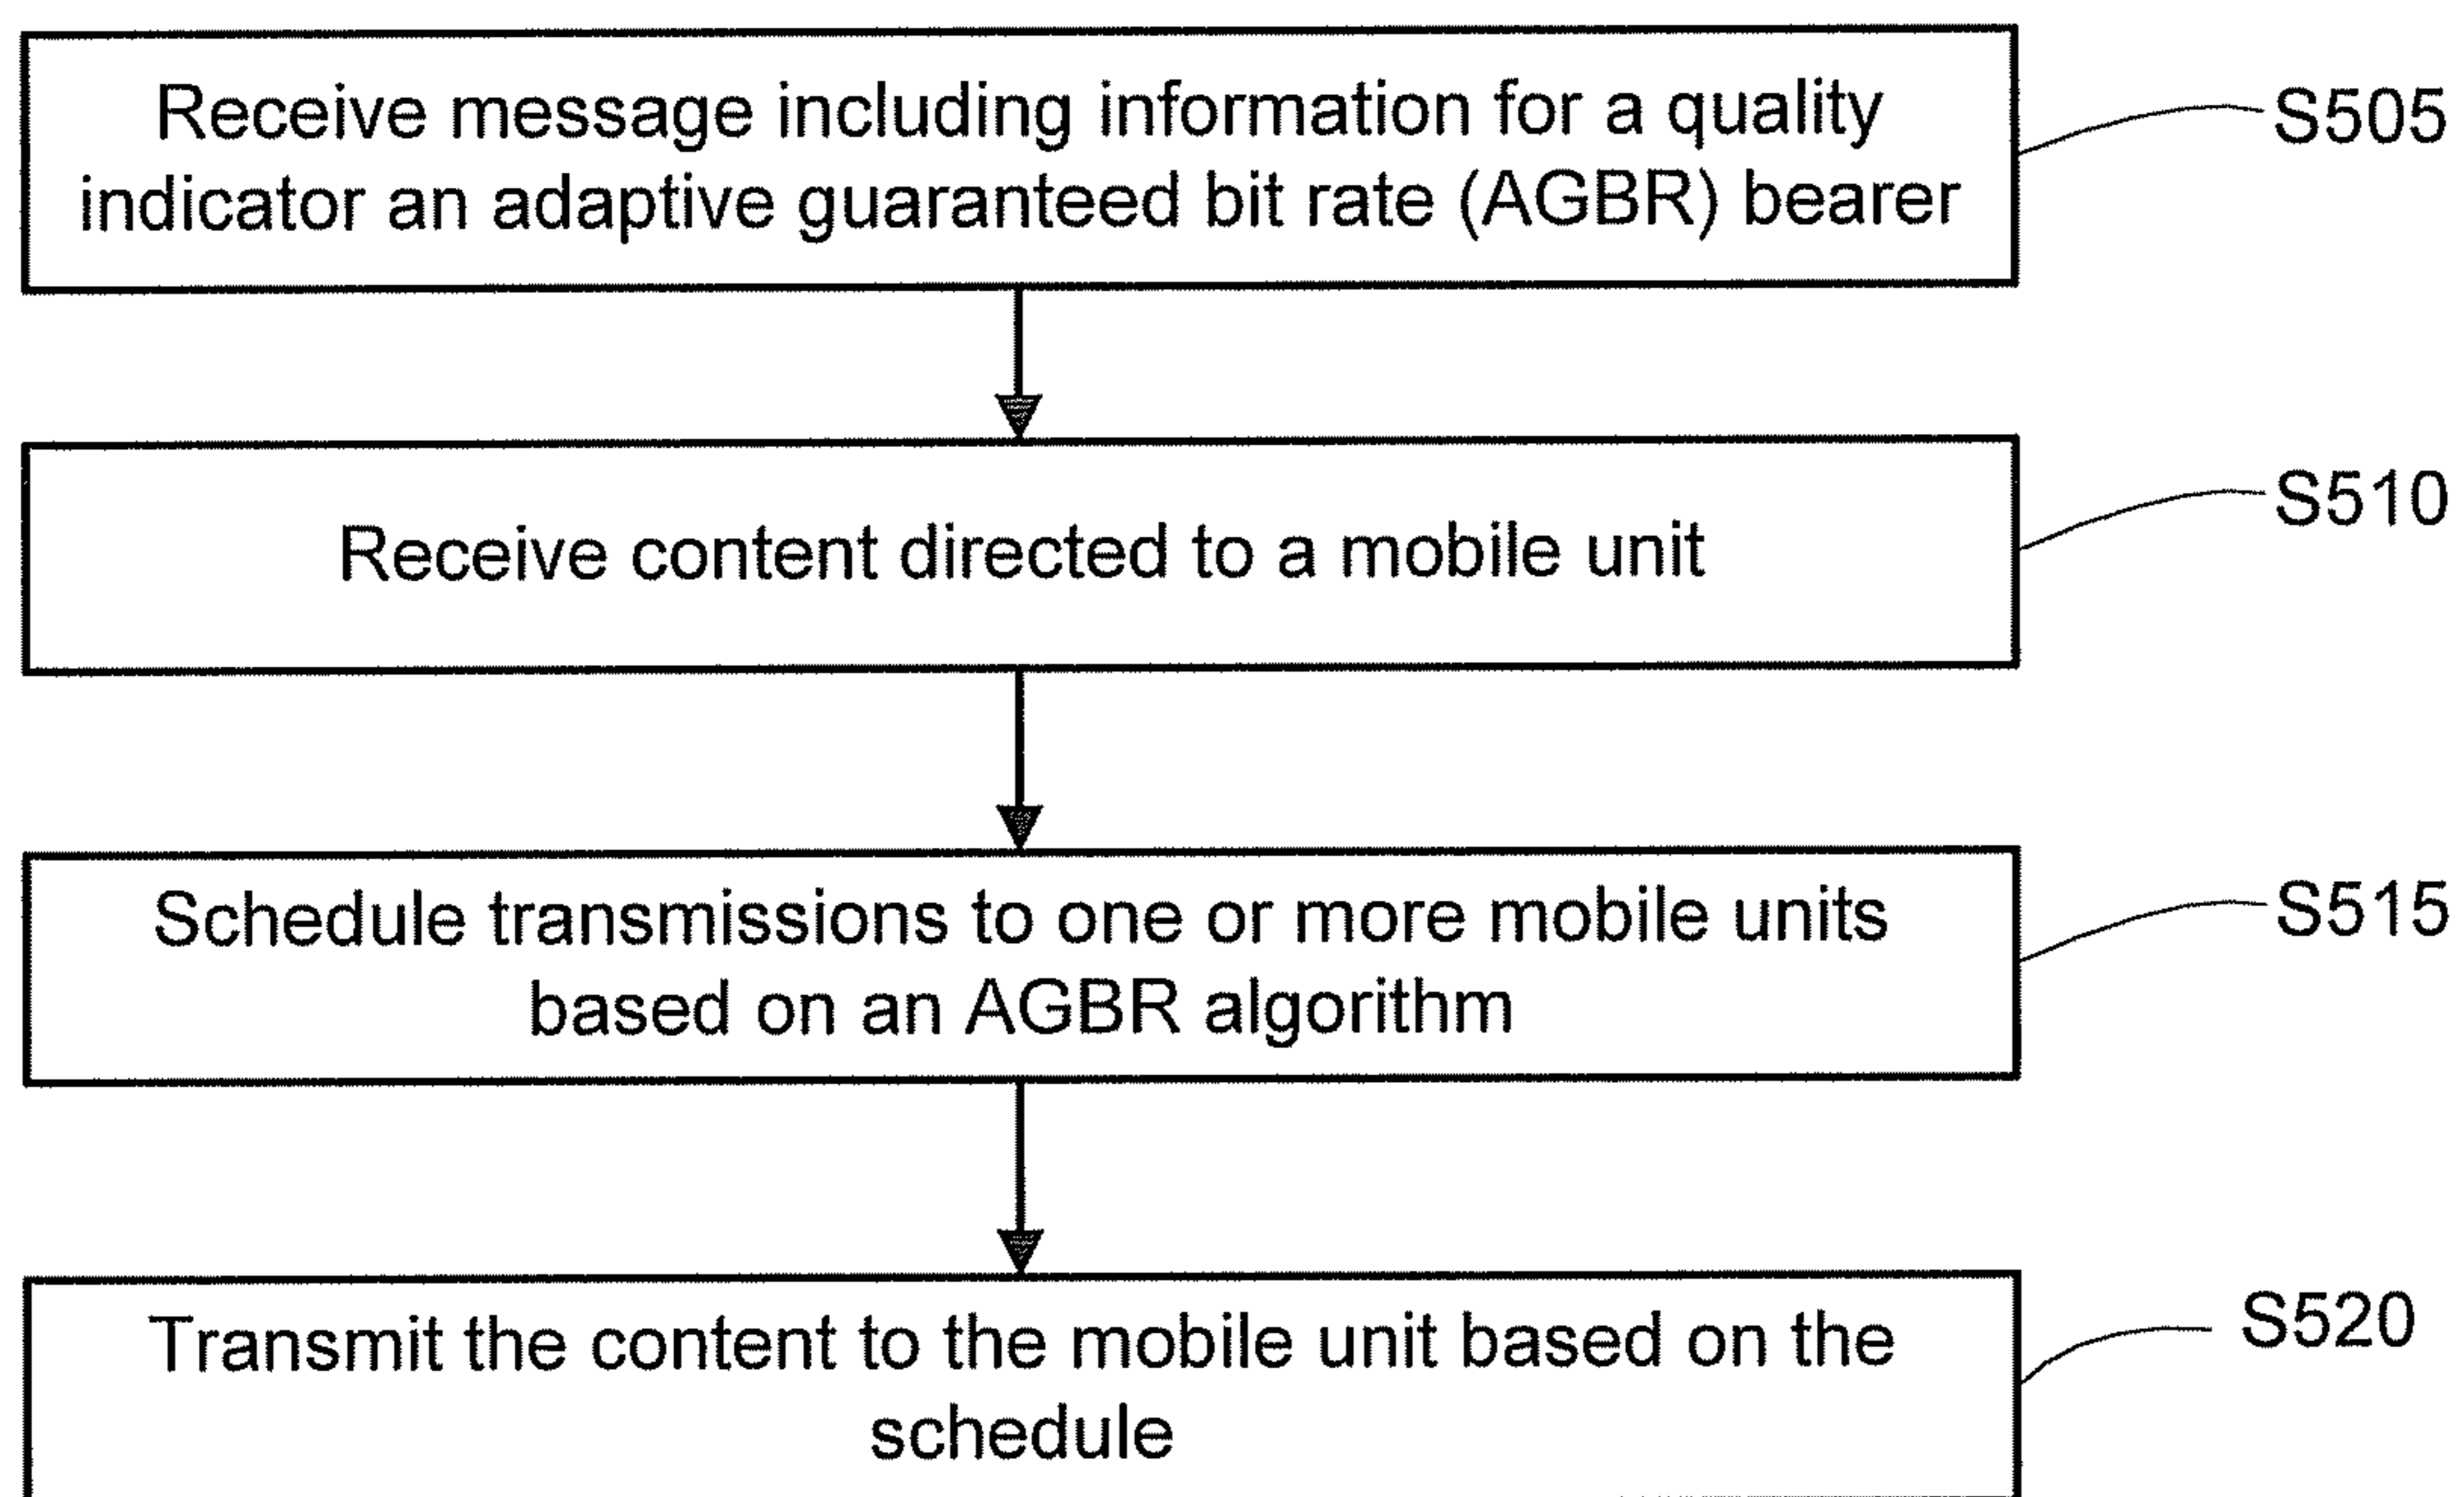 Receive message including information for a quality
indicator an adaptive guaranteed bit rate (AGBR) bearer
S505
Receive content directed to a mobile unit
S510
Schedule transmissions to one or more mobile units
based on an AGBR algorithm
S515
Transmit the content to the mobile unit based on the
schedule
S520